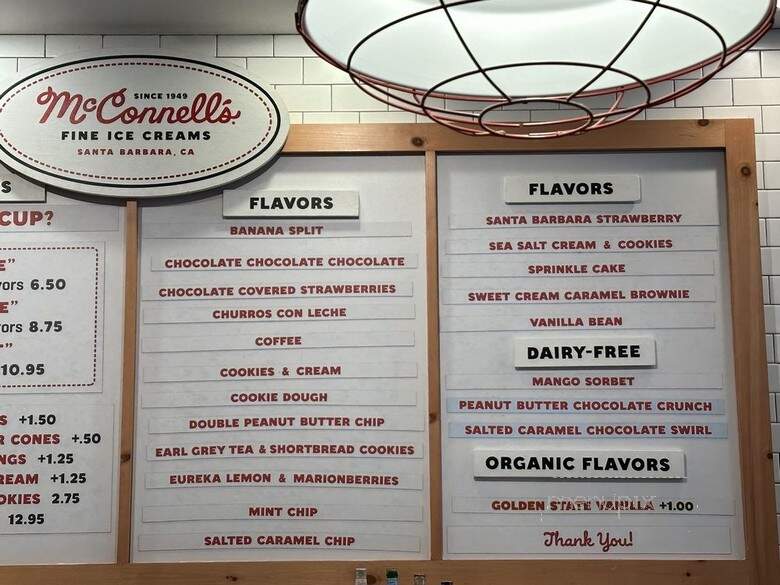 SINCE 1949
McConnell's
FINE ICE CREAMS
SANTA BARBARA, CA
S
CUP?
E"
vors 6.50
E"
vors 8.75
"
10.95
S +1.50
R CONES +.50
NGS +1.25
REAM +1.25
OKIES 2.75
12.95
FLAVORS
BANANA SPLIT
CHOCOLATE CHOCOLATE CHOCOLATE
CHOCOLATE COVERED STRAWBERRIES
CHURROS CON LECHE
COFFEE
COOKIES & CREAM
COOKIE DOUGH
DOUBLE PEANUT BUTTER CHIP
EARL GREY TEA & SHORTBREAD COOKIES
EUREKA LEMON & MARIONBERRIES
MINT CHIP
SALTED CARAMEL CHIP
FLAVORS
SANTA BARBARA STRAWBERRY
SEA SALT CREAM & COOKIES
SPRINKLE CAKE
SWEET CREAM CARAMEL BROWNIE
VANILLA BEAN
DAIRY-FREE
MANGO SORBET
PEANUT BUTTER CHOCOLATE CRUNCH
SALTED CARAMEL CHOCOLATE SWIRL
ORGANIC FLAVORS
GOLDEN STATE VANILLA +1.00
Thank You!